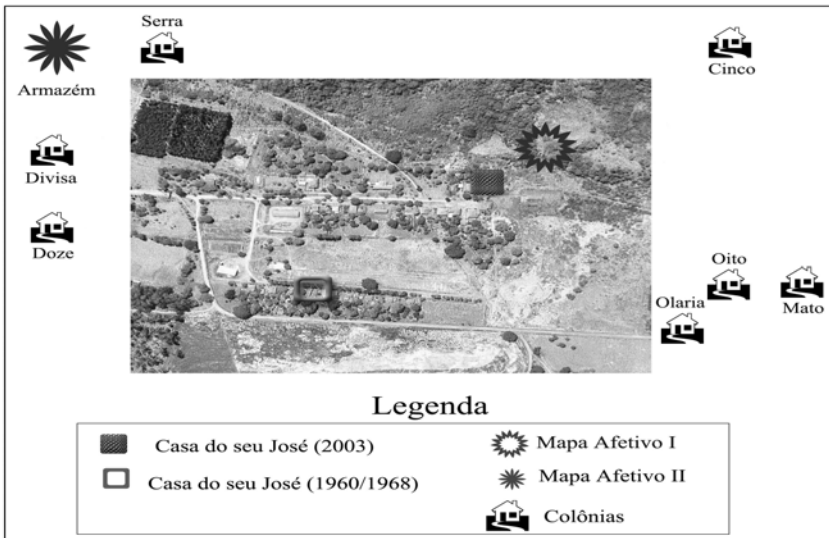 Serra
Armazém
Cinco
Divisa
Doze
Oito
Olaria
Mato
Legenda
Casa do seu José (2003)
Mapa Afetivo I
Casa do seu José (1960/1968)
Mapa Afetivo II
Colônias